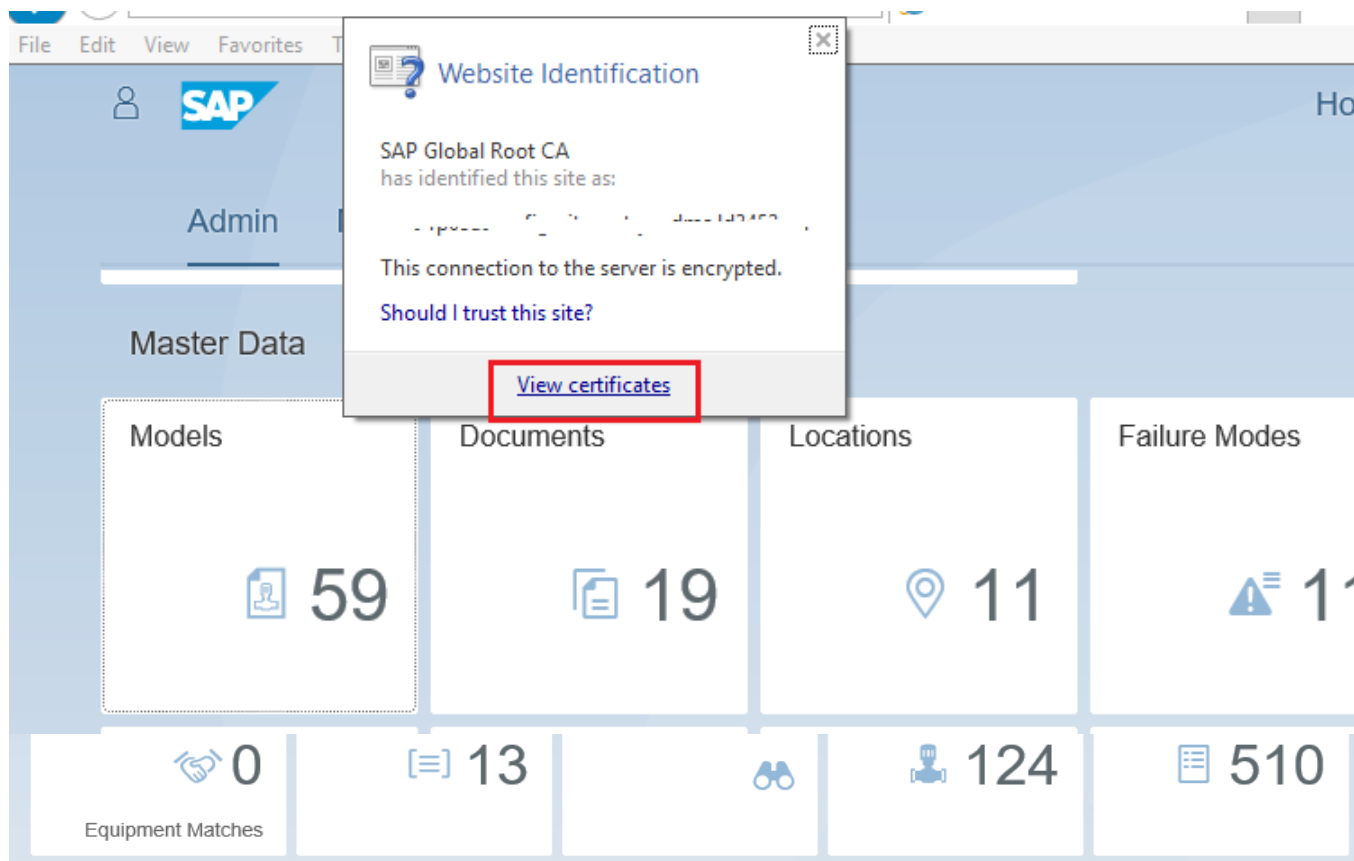 File Edit View Favorites
Website Identification
SAP
SAP Global Root CA
has identified this site as:
Admin
This connection to the server is encrypted.
Should I trust this site?
View certificates
Master Data
Models
Documents
Locations
Failure Modes
59
19
11
0
13
124
510
Equipment Matches